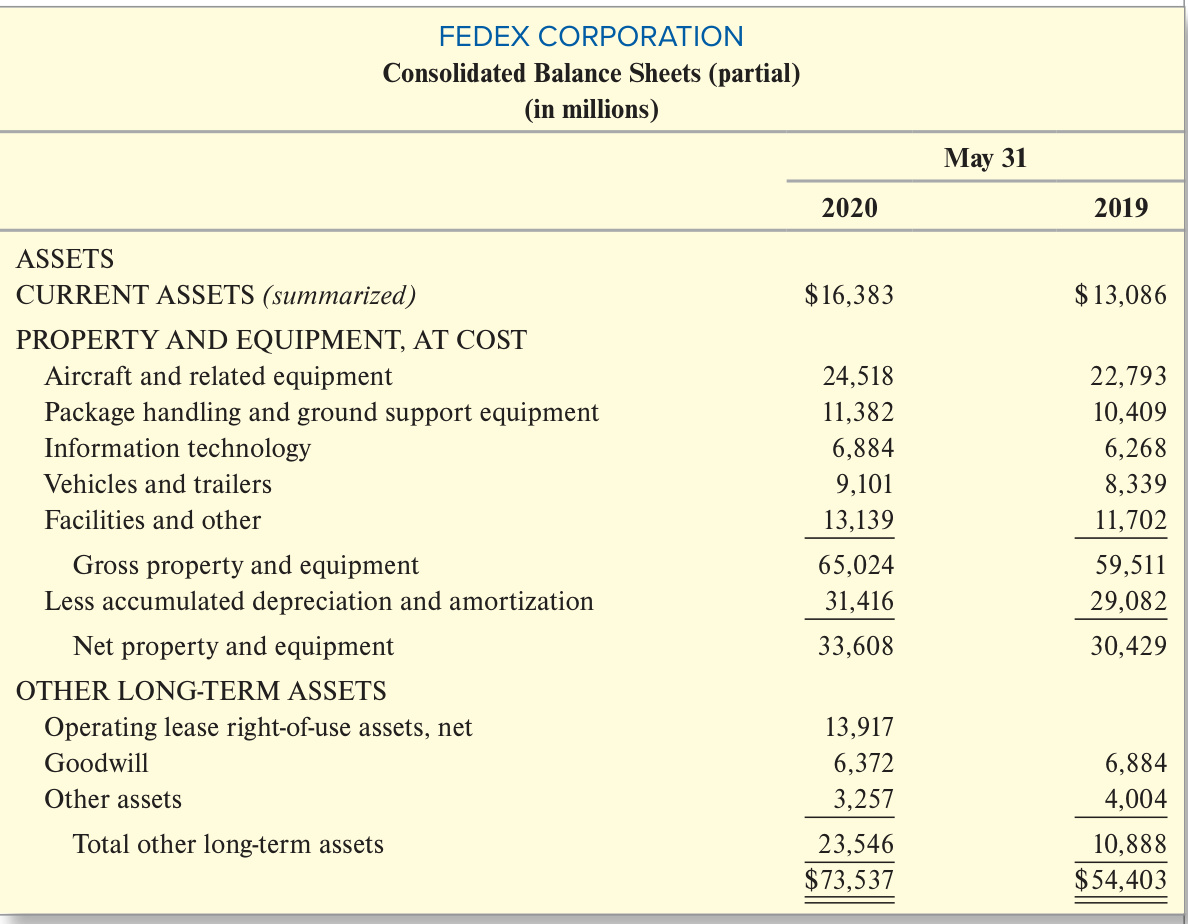 FEDEX CORPORATION
Consolidated Balance Sheets (partial)
(in millions)
May 31
2020 2019
ASSETS
CURRENT ASSETS (summarized) $16,383 $13,086
PROPERTY AND EQUIPMENT, AT COST
Aircraft and related equipment 24,518 22,793
Package handling and ground support equipment 11,382 10,409
Information technology 6,884 6,268
Vehicles and trailers 9,101 8,339
Facilities and other 13,139 11,702
Gross property and equipment 65,024 59,511
Less accumulated depreciation and amortization 31,416 29,082
Net property and equipment 33,608 30,429
OTHER LONG-TERM ASSETS
Operating lease right-of-use assets, net 13,917
Goodwill 6,372 6,884
Other assets 3,257 4,004
Total other long-term assets 23,546 10,888
$73,537 $54,403